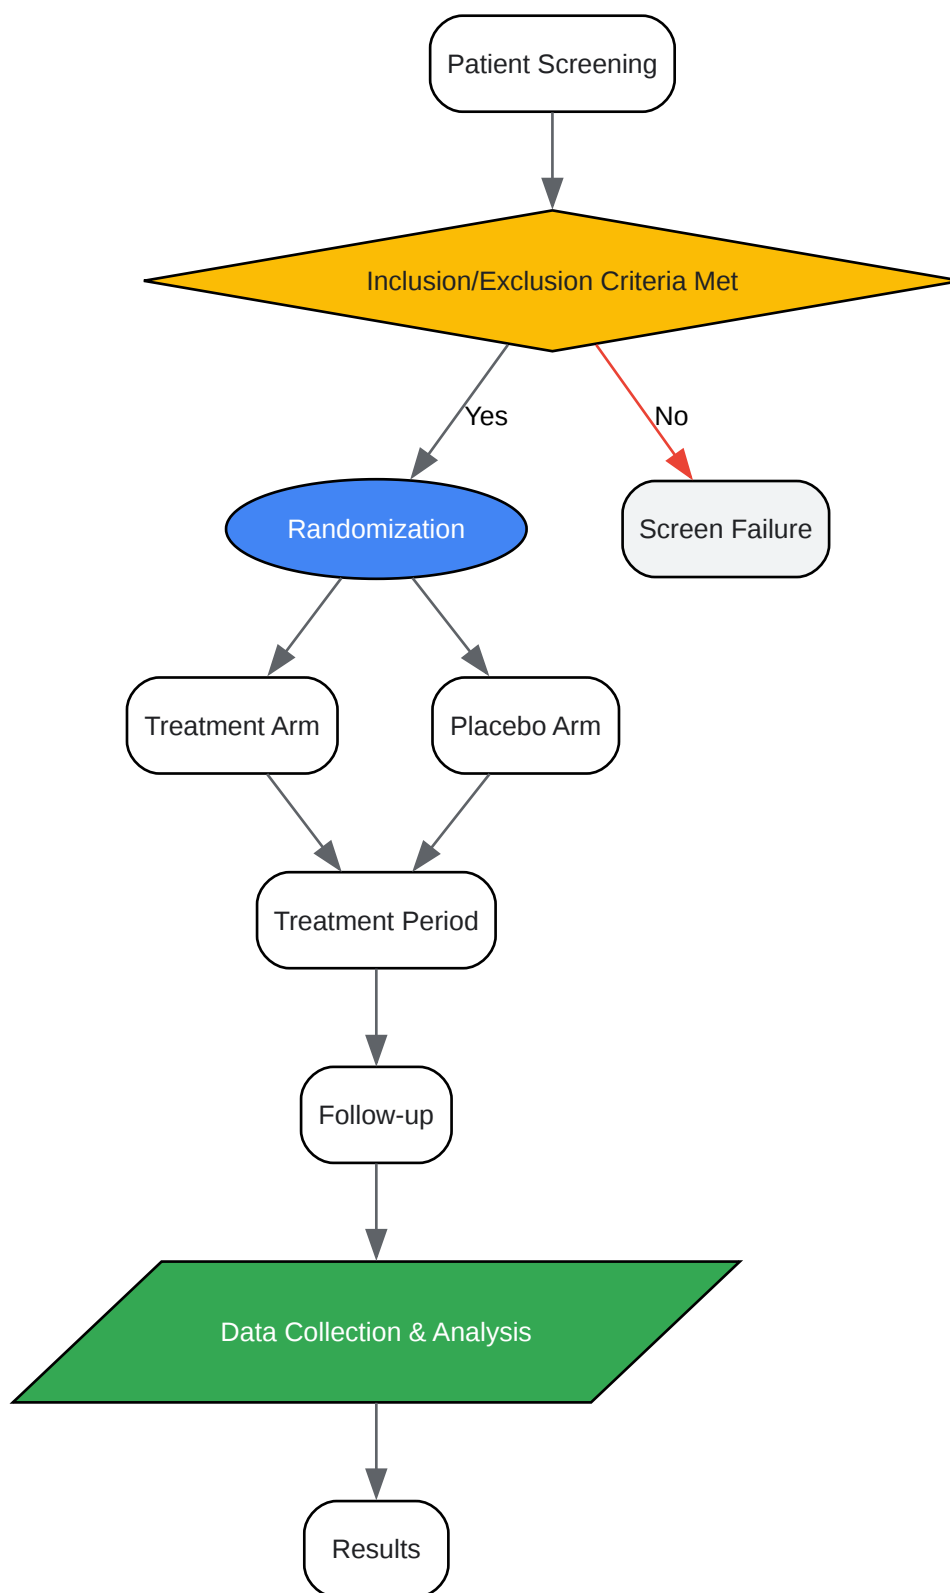 Patient Screening
Inclusion/Exclusion Criteria Met
Yes
No
Randomization
Screen Failure
Treatment Arm
Placebo Arm
Treatment Period
Follow-up
Data Collection & Analysis
Results